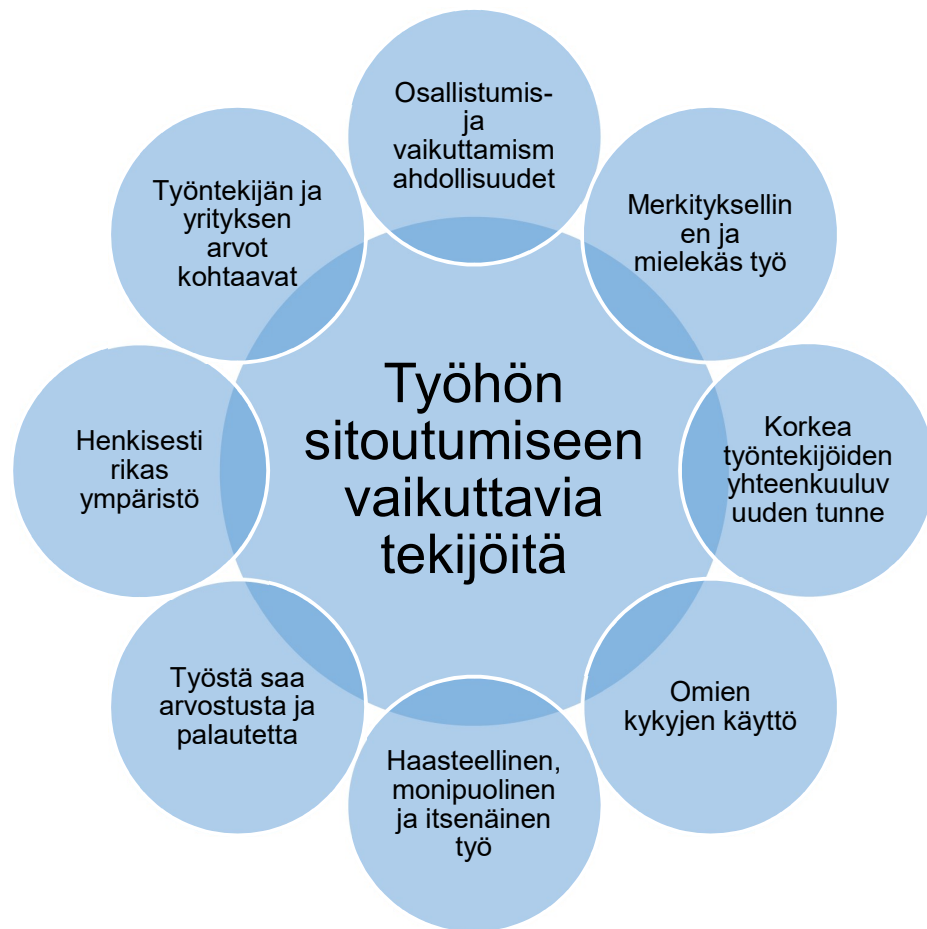 Osallistumis-
ja
vaikuttamism
ahdollisuudet
Merkityksellin
en ja
mielekäs työ
Korkea
työntekijöiden
yhteenkuuluv
uuden tunne
Omien
kykyjen käyttö
Haasteellinen,
monipuolinen
ja itsenäinen
työ
Työstä saa
arvostusta ja
palautetta
Henkisesti
rikas
ympäristö
Työntekijän ja
yrityksen
arvot
kohtaavat
Työhön
sitoutumiseen
vaikuttavia
tekijöitä